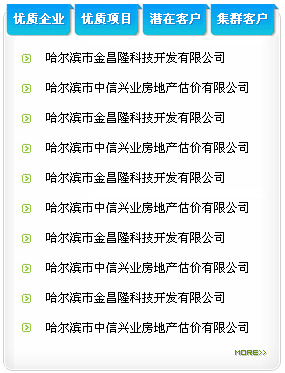 优质企业 优质项目 潜在客户 集群客户
哈尔滨市金昌隆科技开发有限公司
哈尔滨市中信兴业房地产估价有限公司
哈尔滨市金昌隆科技开发有限公司
哈尔滨市中信兴业房地产估价有限公司
哈尔滨市金昌隆科技开发有限公司
哈尔滨市中信兴业房地产估价有限公司
哈尔滨市金昌隆科技开发有限公司
哈尔滨市中信兴业房地产估价有限公司
哈尔滨市金昌隆科技开发有限公司
哈尔滨市中信兴业房地产估价有限公司
MORE>>